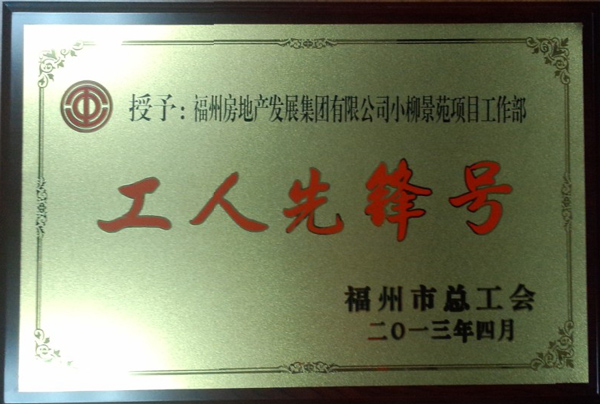 授予：福州房地产发展集团有限公司小柳景苑项目工作部
工人先锋号
福州市总工会
二〇一三年四月